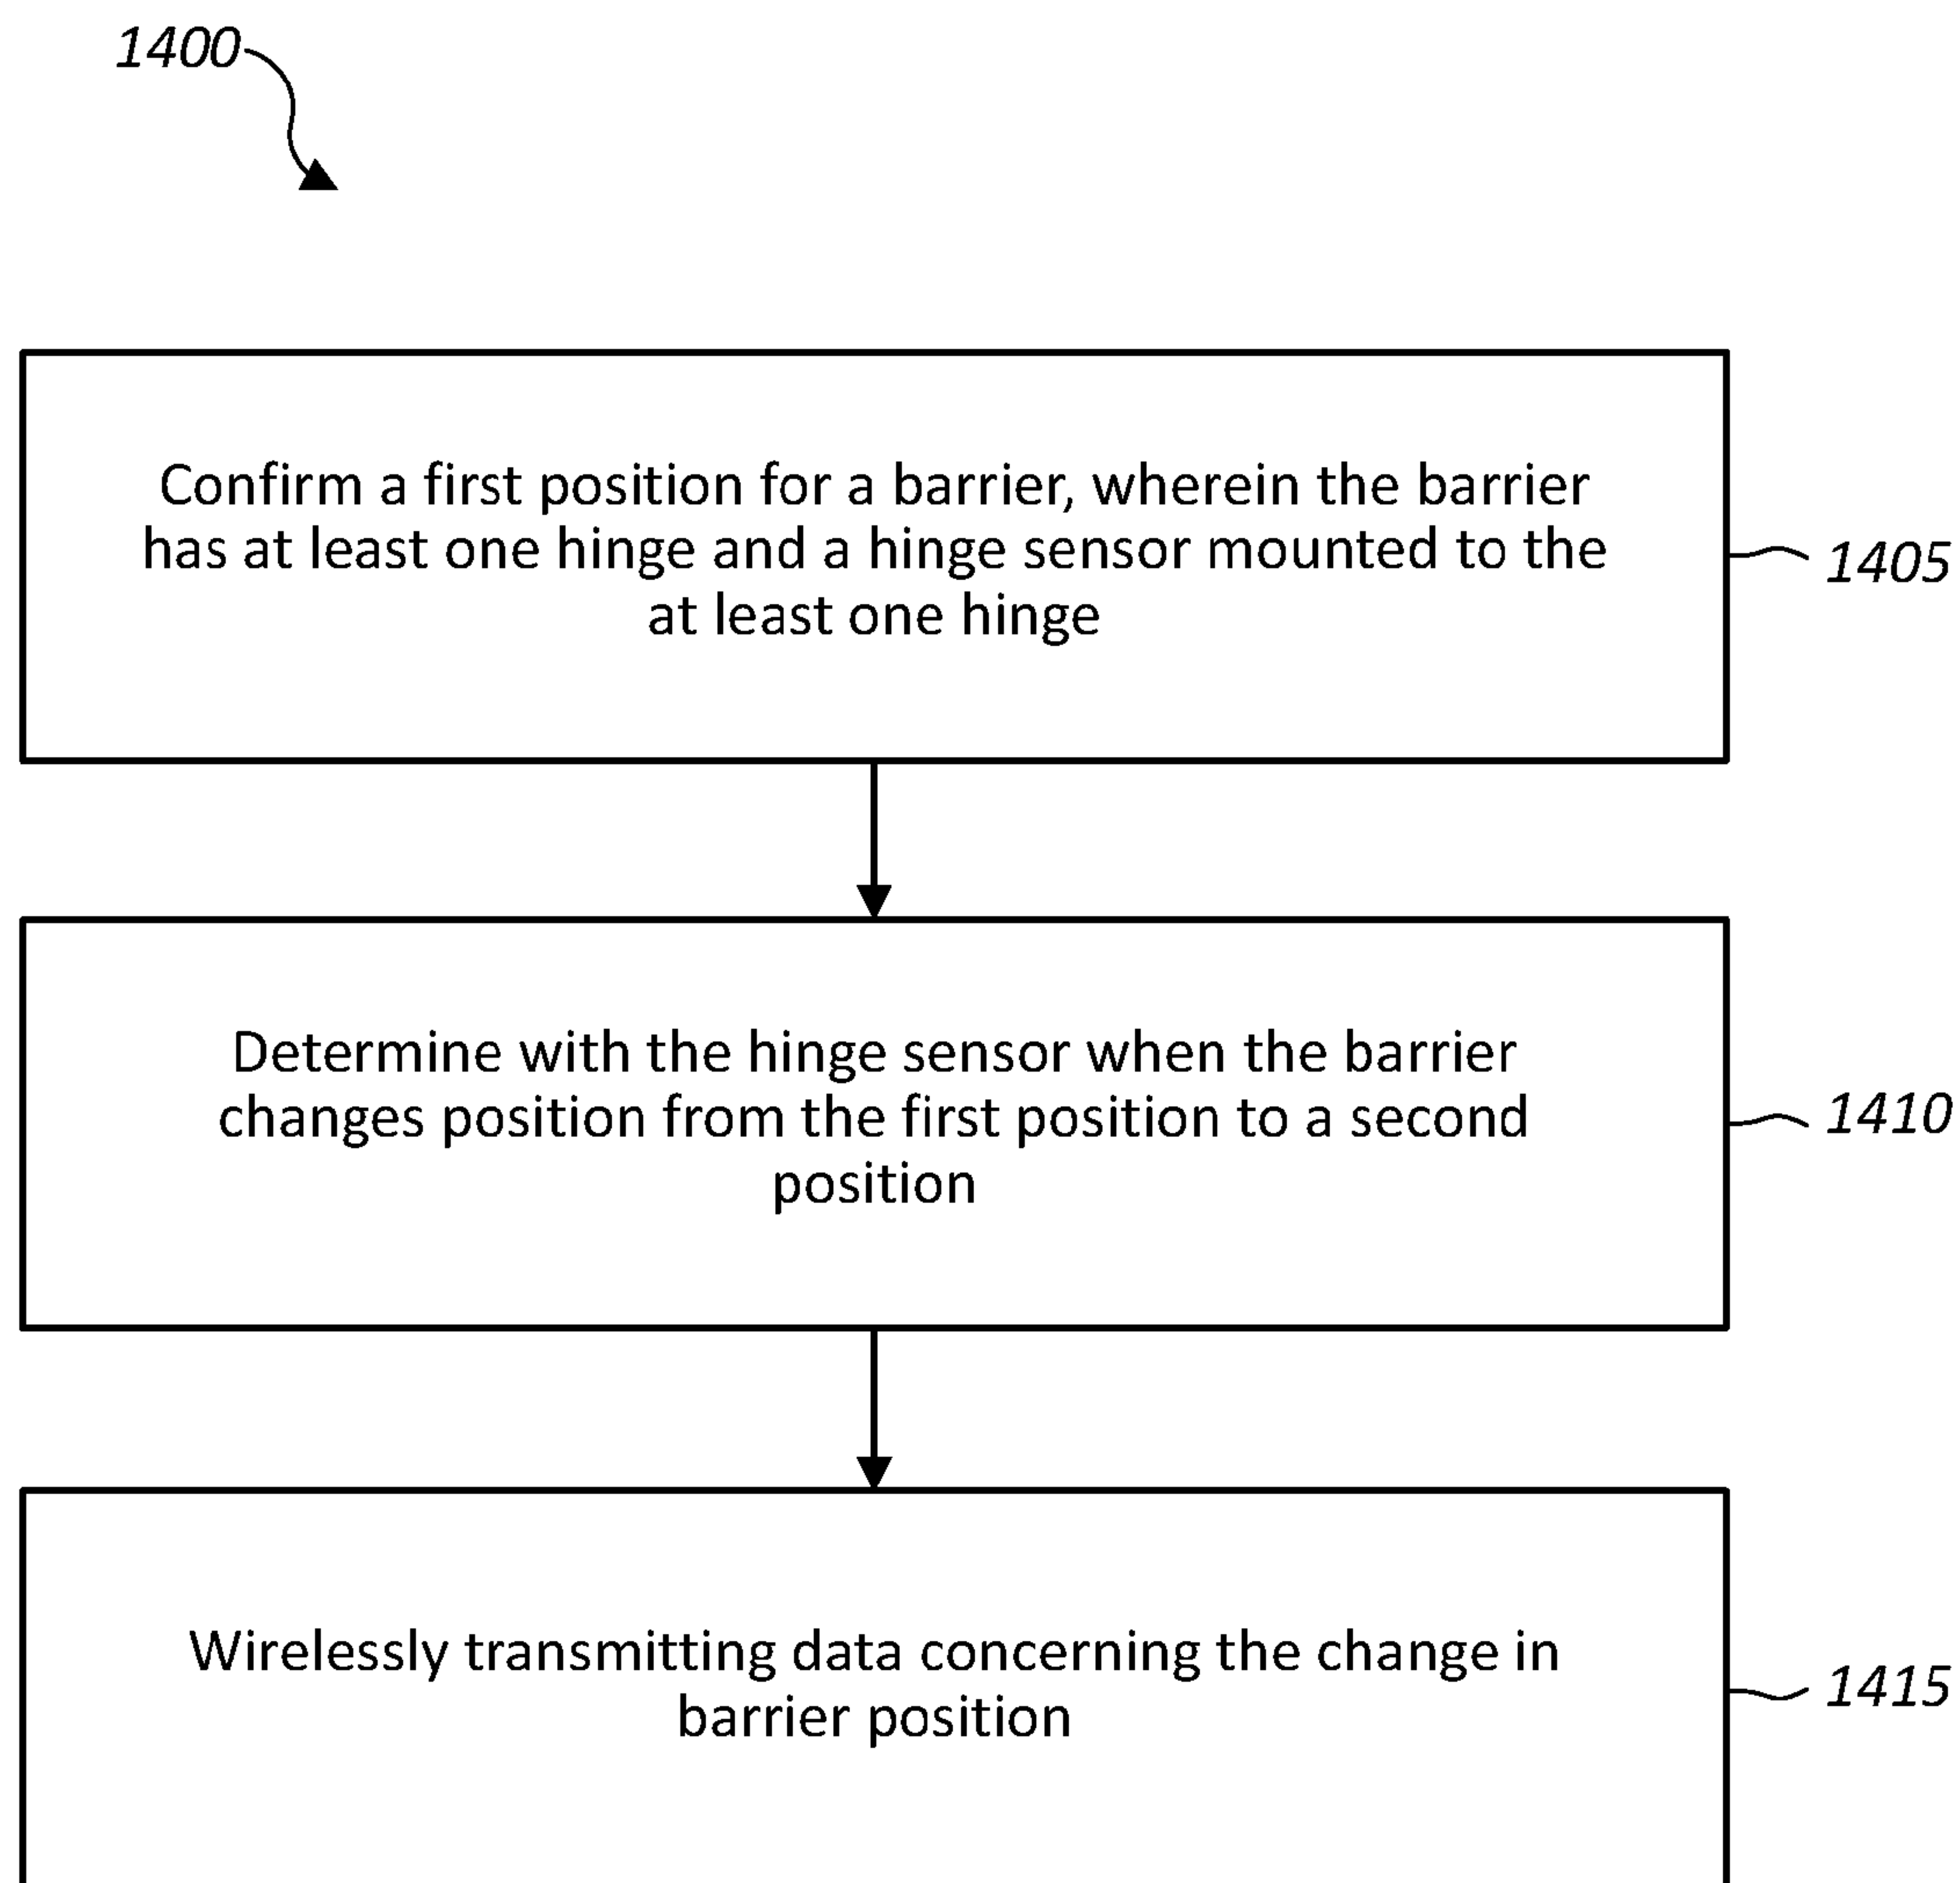 1400
Confirm a first position for a barrier, wherein the barrier
has at least one hinge and a hinge sensor mounted to the
at least one hinge
1405
Determine with the hinge sensor when the barrier
changes position from the first position to a second
position
1410
Wirelessly transmitting data concerning the change in
barrier position
1415